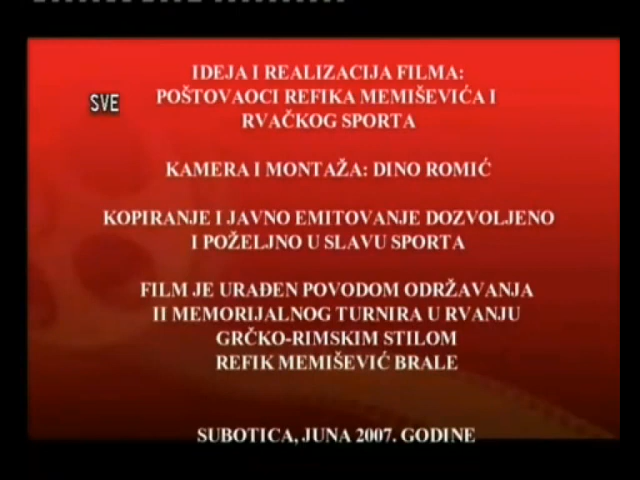 IDEJA I REALIZACIJA FILMA:
SVE
POŠTOVAOCI REFIKA MEMIŠEVIĆA I
RVAČKOG SPORTA
KAMERA I MONTAŽA: DINO ROMIĆ
KOPIRANJE I JAVNO EMITOVANJE DOZVOLJENO
I POŽELJNO U SLAVU SPORTA
FILM JE URAĐEN POVODOM ODRŽAVANJA
II MEMORIJALNOG TURNIRA U RVANJU
GRČKO-RIMSKIM STILOM
REFIK MEMIŠEVIĆ BRALE
SUBOTICA, JUNA 2007. GODINE